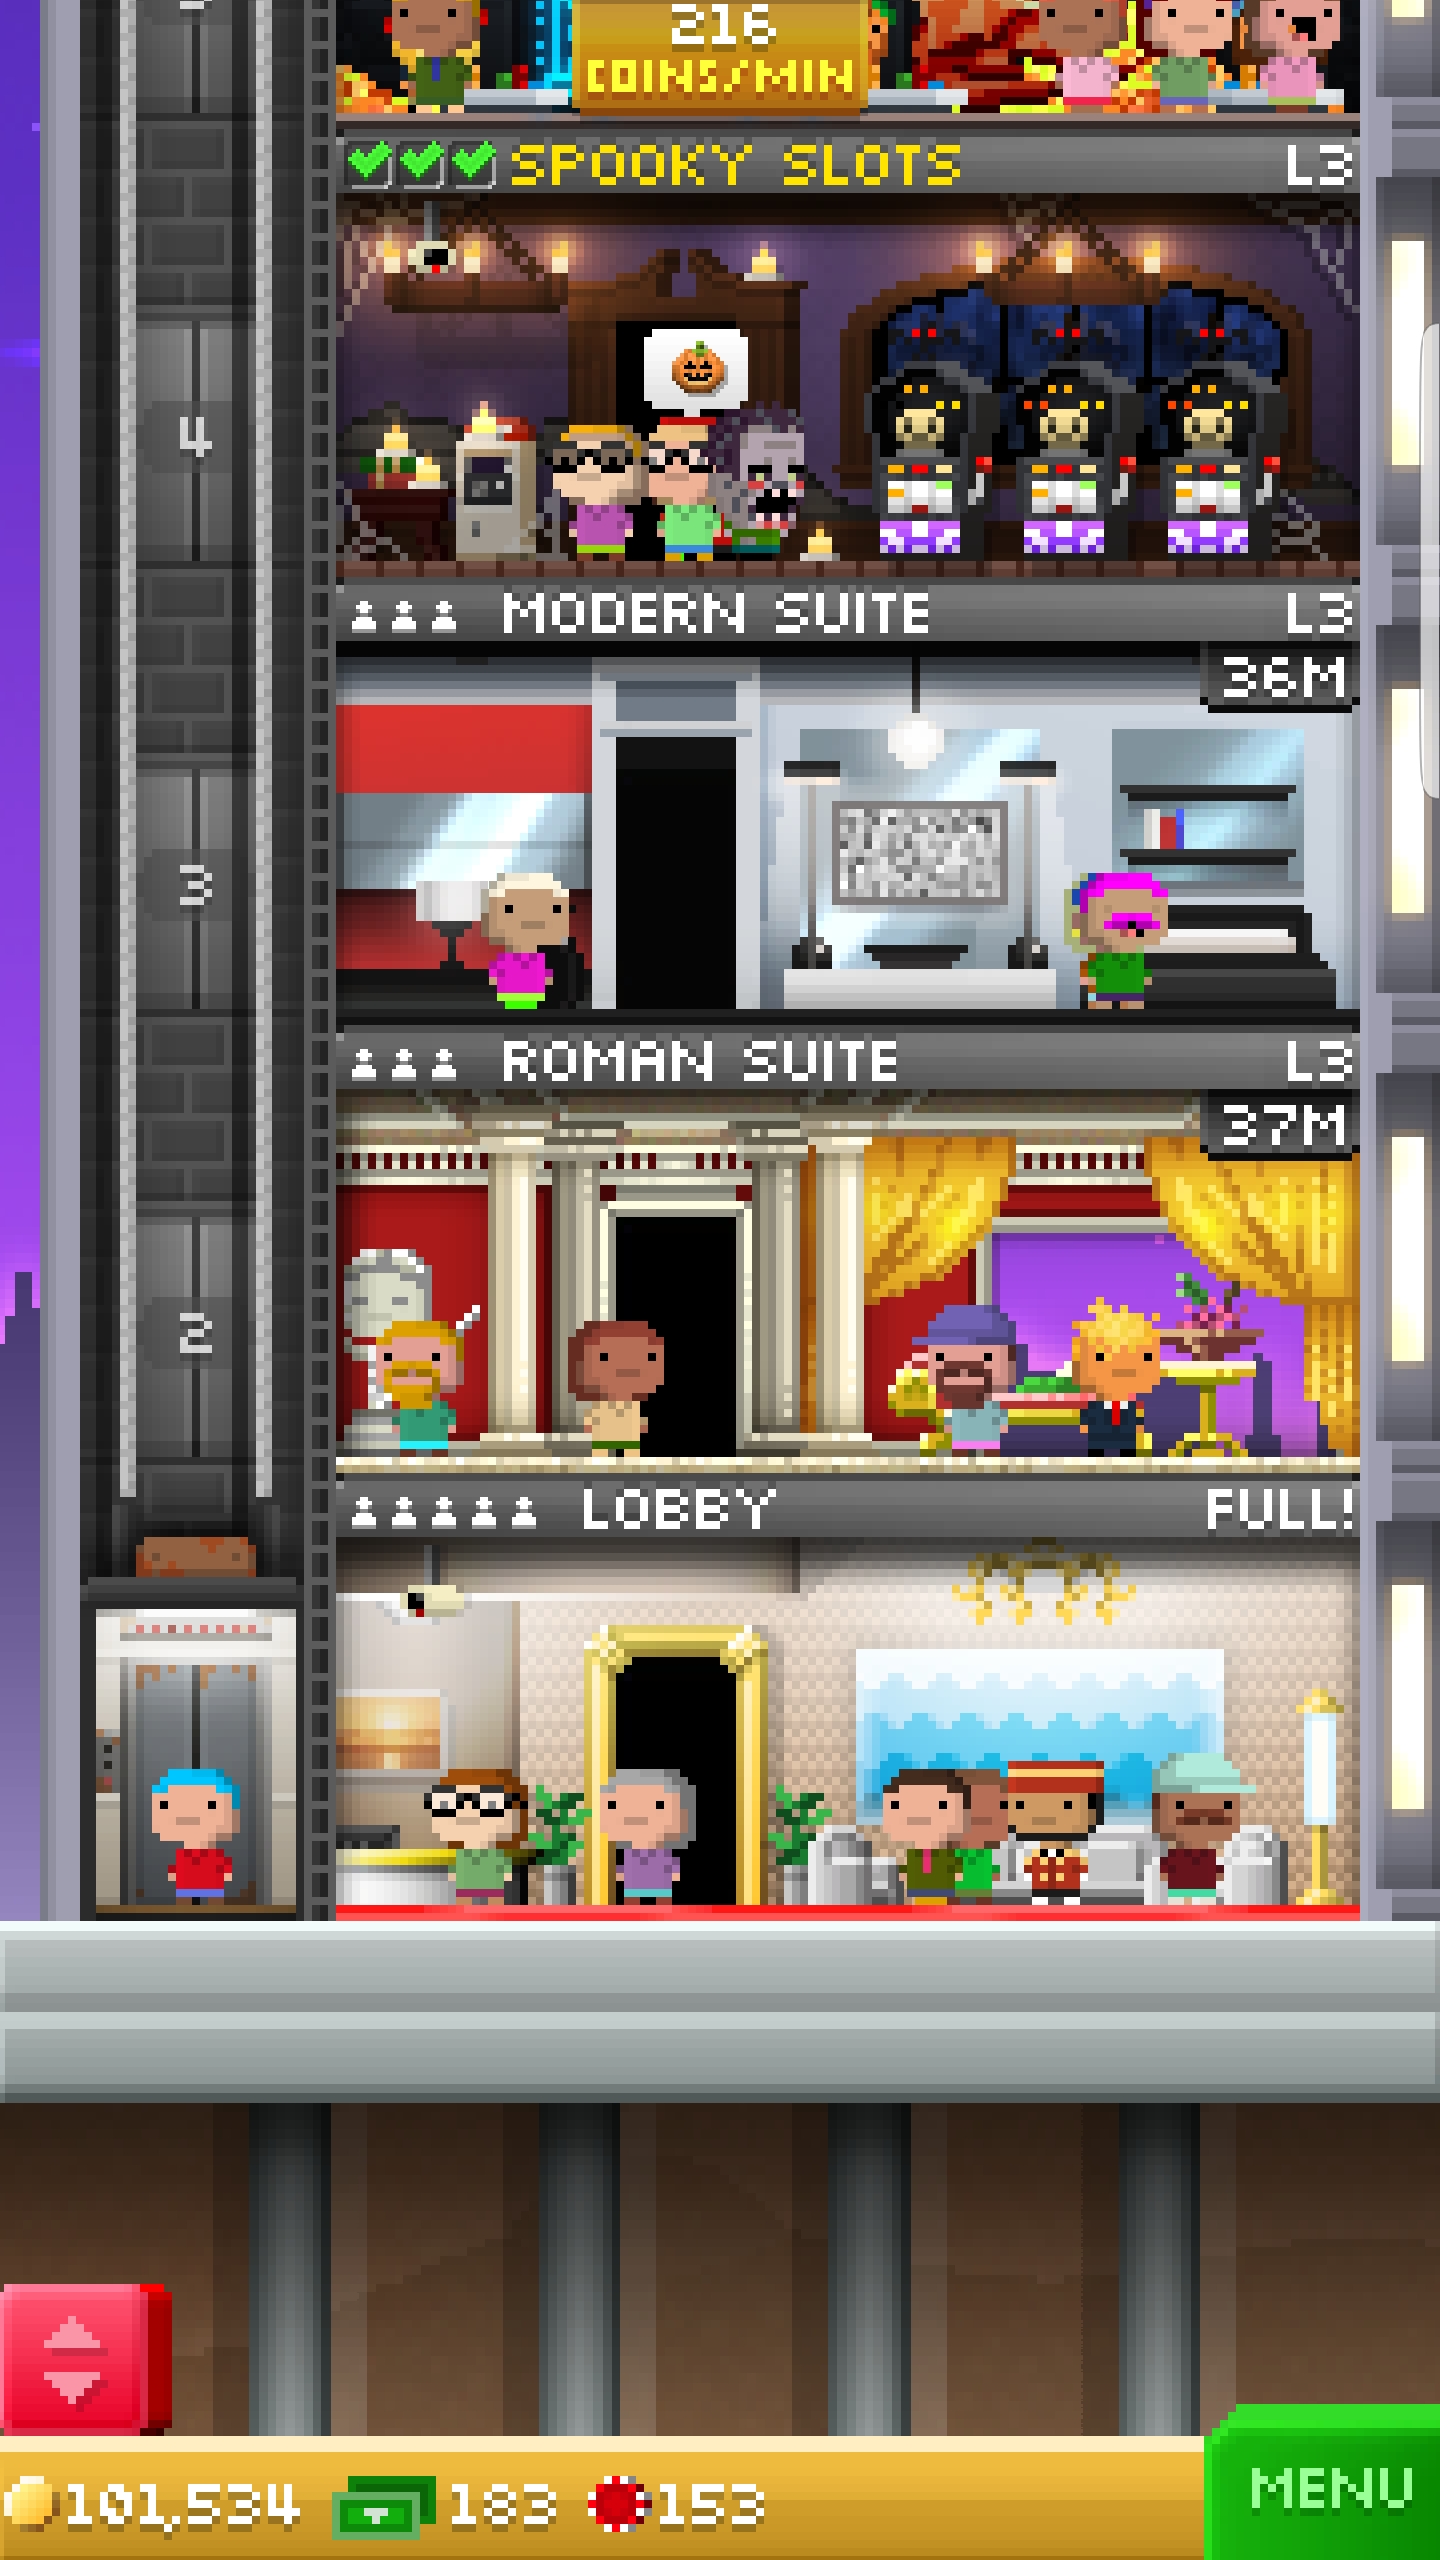 216
COINS/MIN
SPOOKY SLOTS L3
4
MODERN SUITE L3
36M
3
ROMAN SUITE L3
37M
2
LOBBY FULL!
101,534 183 153
MENU